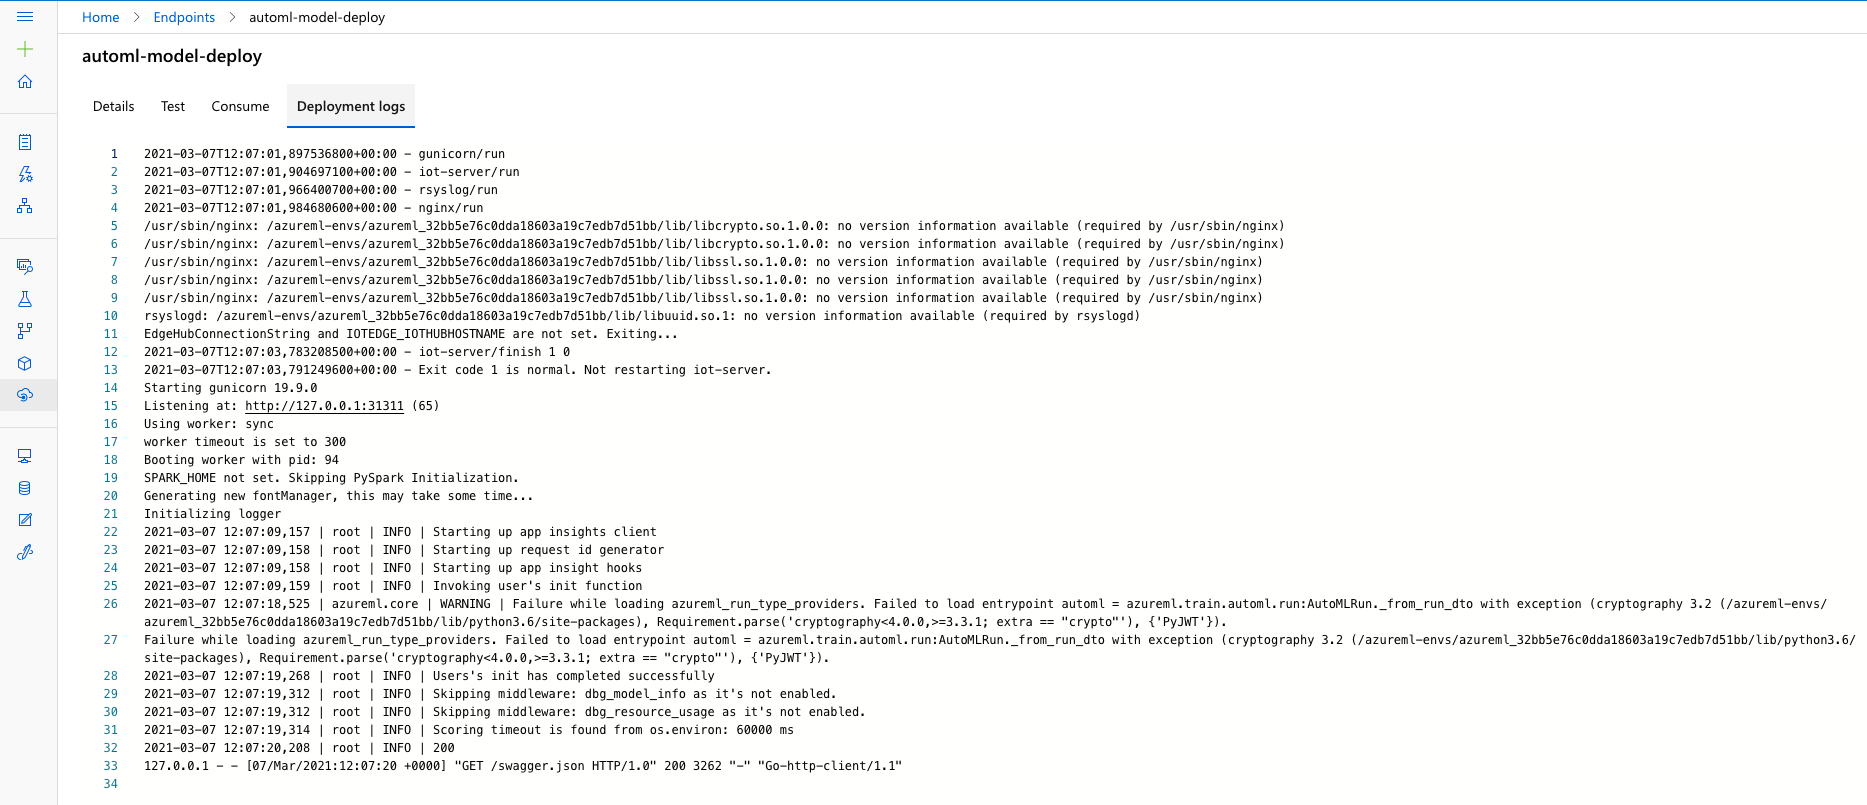 Home > Endpoints > automl-model-deploy
automl-model-deploy
Details Test Consume Deployment logs
1 2021-03-07T12:07:01,897536800+00:00 - gunicorn/run
2 2021-03-07T12:07:01,904697100+00:00 - iot-server/run
3 2021-03-07T12:07:01,966400700+00:00 - rsyslog/run
4 2021-03-07T12:07:01,984680600+00:00 - nginx/run
5 /usr/sbin/nginx: /azureml-envs/azureml_32bb5e76c0dda18603a19c7edb7d51bb/lib/libcrypto.so.1.0.0: no version information available (required by /usr/sbin/nginx)
6 /usr/sbin/nginx: /azureml-envs/azureml_32bb5e76c0dda18603a19c7edb7d51bb/lib/libcrypto.so.1.0.0: no version information available (required by /usr/sbin/nginx)
7 /usr/sbin/nginx: /azureml-envs/azureml_32bb5e76c0dda18603a19c7edb7d51bb/lib/libssl.so.1.0.0: no version information available (required by /usr/sbin/nginx)
8 /usr/sbin/nginx: /azureml-envs/azureml_32bb5e76c0dda18603a19c7edb7d51bb/lib/libssl.so.1.0.0: no version information available (required by /usr/sbin/nginx)
9 /usr/sbin/nginx: /azureml-envs/azureml_32bb5e76c0dda18603a19c7edb7d51bb/lib/libssl.so.1.0.0: no version information available (required by /usr/sbin/nginx)
10 rsyslogd: /azureml-envs/azureml_32bb5e76c0dda18603a19c7edb7d51bb/lib/libuuid.so.1: no version information available (required by rsyslogd)
11 EdgeHubConnectionString and IOTEDGE_IOTHUBHOSTNAME are not set. Exiting...
12 2021-03-07T12:07:03,783208500+00:00 - iot-server/finish 1 0
13 2021-03-07T12:07:03,791249600+00:00 - Exit code 1 is normal. Not restarting iot-server.
14 Starting gunicorn 19.9.0
15 Listening at: http://127.0.0.1:31311 (65)
16 Using worker: sync
17 worker timeout is set to 300
18 Booting worker with pid: 94
19 SPARK_HOME not set. Skipping PySpark Initialization.
20 Generating new fontManager, this may take some time...
21 Initializing logger
22 2021-03-07 12:07:09,157 | root | INFO | Starting up app insights client
23 2021-03-07 12:07:09,158 | root | INFO | Starting up request id generator
24 2021-03-07 12:07:09,158 | root | INFO | Starting up app insight hooks
25 2021-03-07 12:07:09,159 | root | INFO | Invoking user's init function
26 2021-03-07 12:07:18,525 | azureml.core | WARNING | Failure while loading azureml_run_type_providers. Failed to load entrypoint automl = azureml.train.automl.run:AutoMLRun._from_run_dto with exception (cryptography 3.2 (/azureml-envs/
azureml_32bb5e76c0dda18603a19c7edb7d51bb/lib/python3.6/site-packages), Requirement.parse('cryptography<4.0.0,>=3.3.1; extra == "crypto"'), {'PyJWT'}).
27 Failure while loading azureml_run_type_providers. Failed to load entrypoint automl = azureml.train.automl.run:AutoMLRun._from_run_dto with exception (cryptography 3.2 (/azureml-envs/azureml_32bb5e76c0dda18603a19c7edb7d51bb/lib/python3.6/
site-packages), Requirement.parse('cryptography<4.0.0,>=3.3.1; extra == "crypto"'), {'PyJWT'}).
28 2021-03-07 12:07:19,268 | root | INFO | Users's init has completed successfully
29 2021-03-07 12:07:19,312 | root | INFO | Skipping middleware: dbg_model_info as it's not enabled.
30 2021-03-07 12:07:19,312 | root | INFO | Skipping middleware: dbg_resource_usage as it's not enabled.
31 2021-03-07 12:07:19,314 | root | INFO | Scoring timeout is found from os.environ: 60000 ms
32 2021-03-07 12:07:20,208 | root | INFO | 200
33 127.0.0.1 - - [07/Mar/2021:12:07:20 +0000] "GET /swagger.json HTTP/1.0" 200 3262 "-" "Go-http-client/1.1"
34